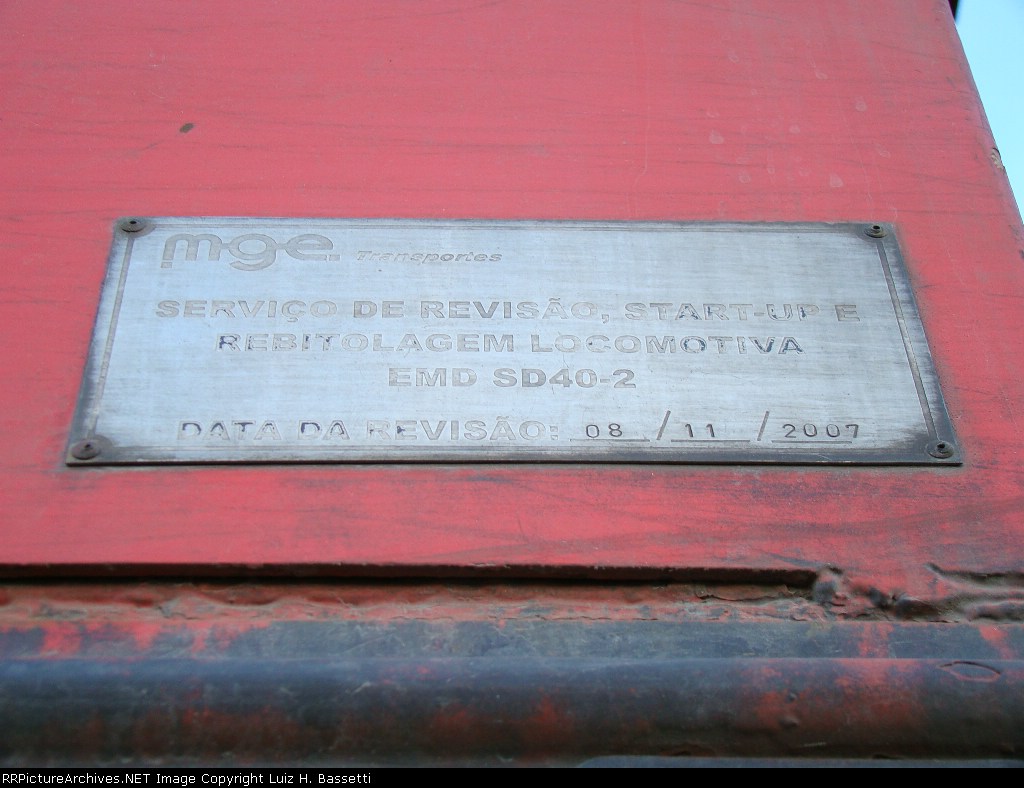 mge Transportes
SERVIÇO DE REVISÃO, START-UP E
REBITOLAGEM LOCOMOTIVA
EMD SD40-2
DATA DA REVISÃO: 08 / 11 / 2007
RRPictureArchives.NET Image Copyright Luiz H. Bassetti